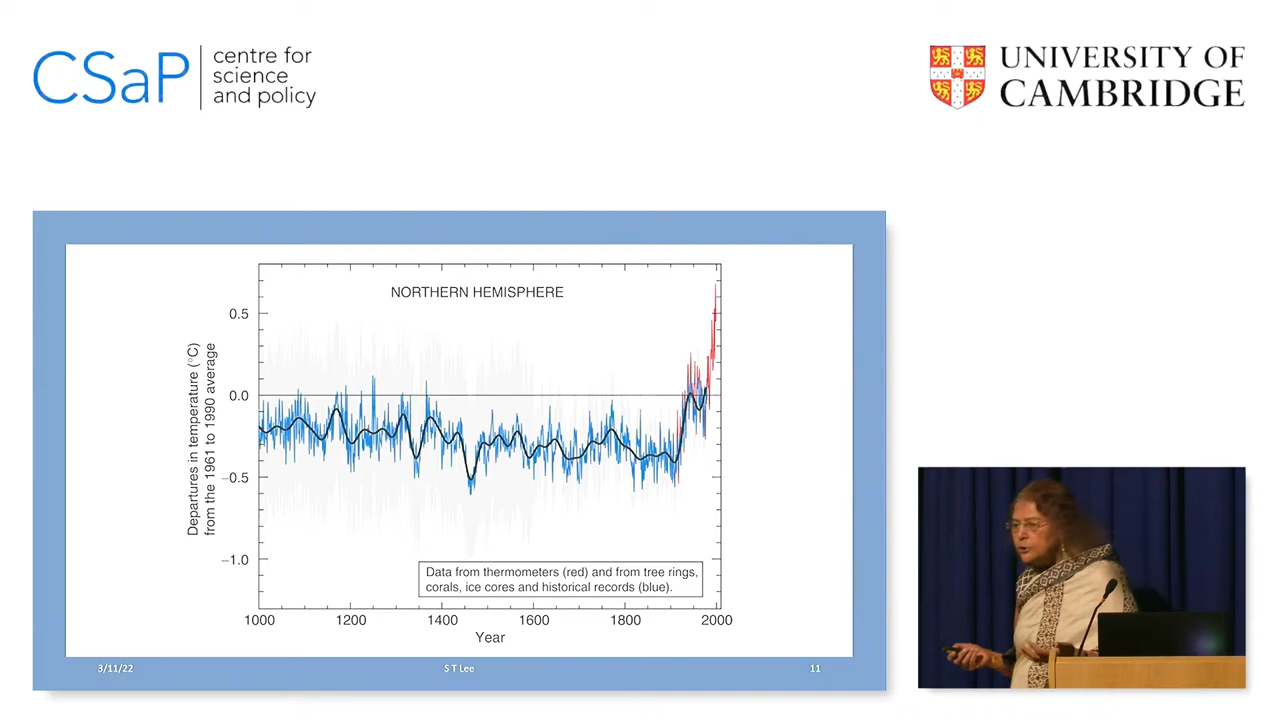 CSaP
centre for
science
and policy
UNIVERSITY OF
CAMBRIDGE
NORTHERN HEMISPHERE
Departures in temperature (°C)
from the 1961 to 1990 average
0.5
0.0
−0.5
−1.0
Data from thermometers (red) and from tree rings,
corals, ice cores and historical records (blue).
1000 1200 1400 1600 1800 2000
Year
3/11/22 S T Lee 11